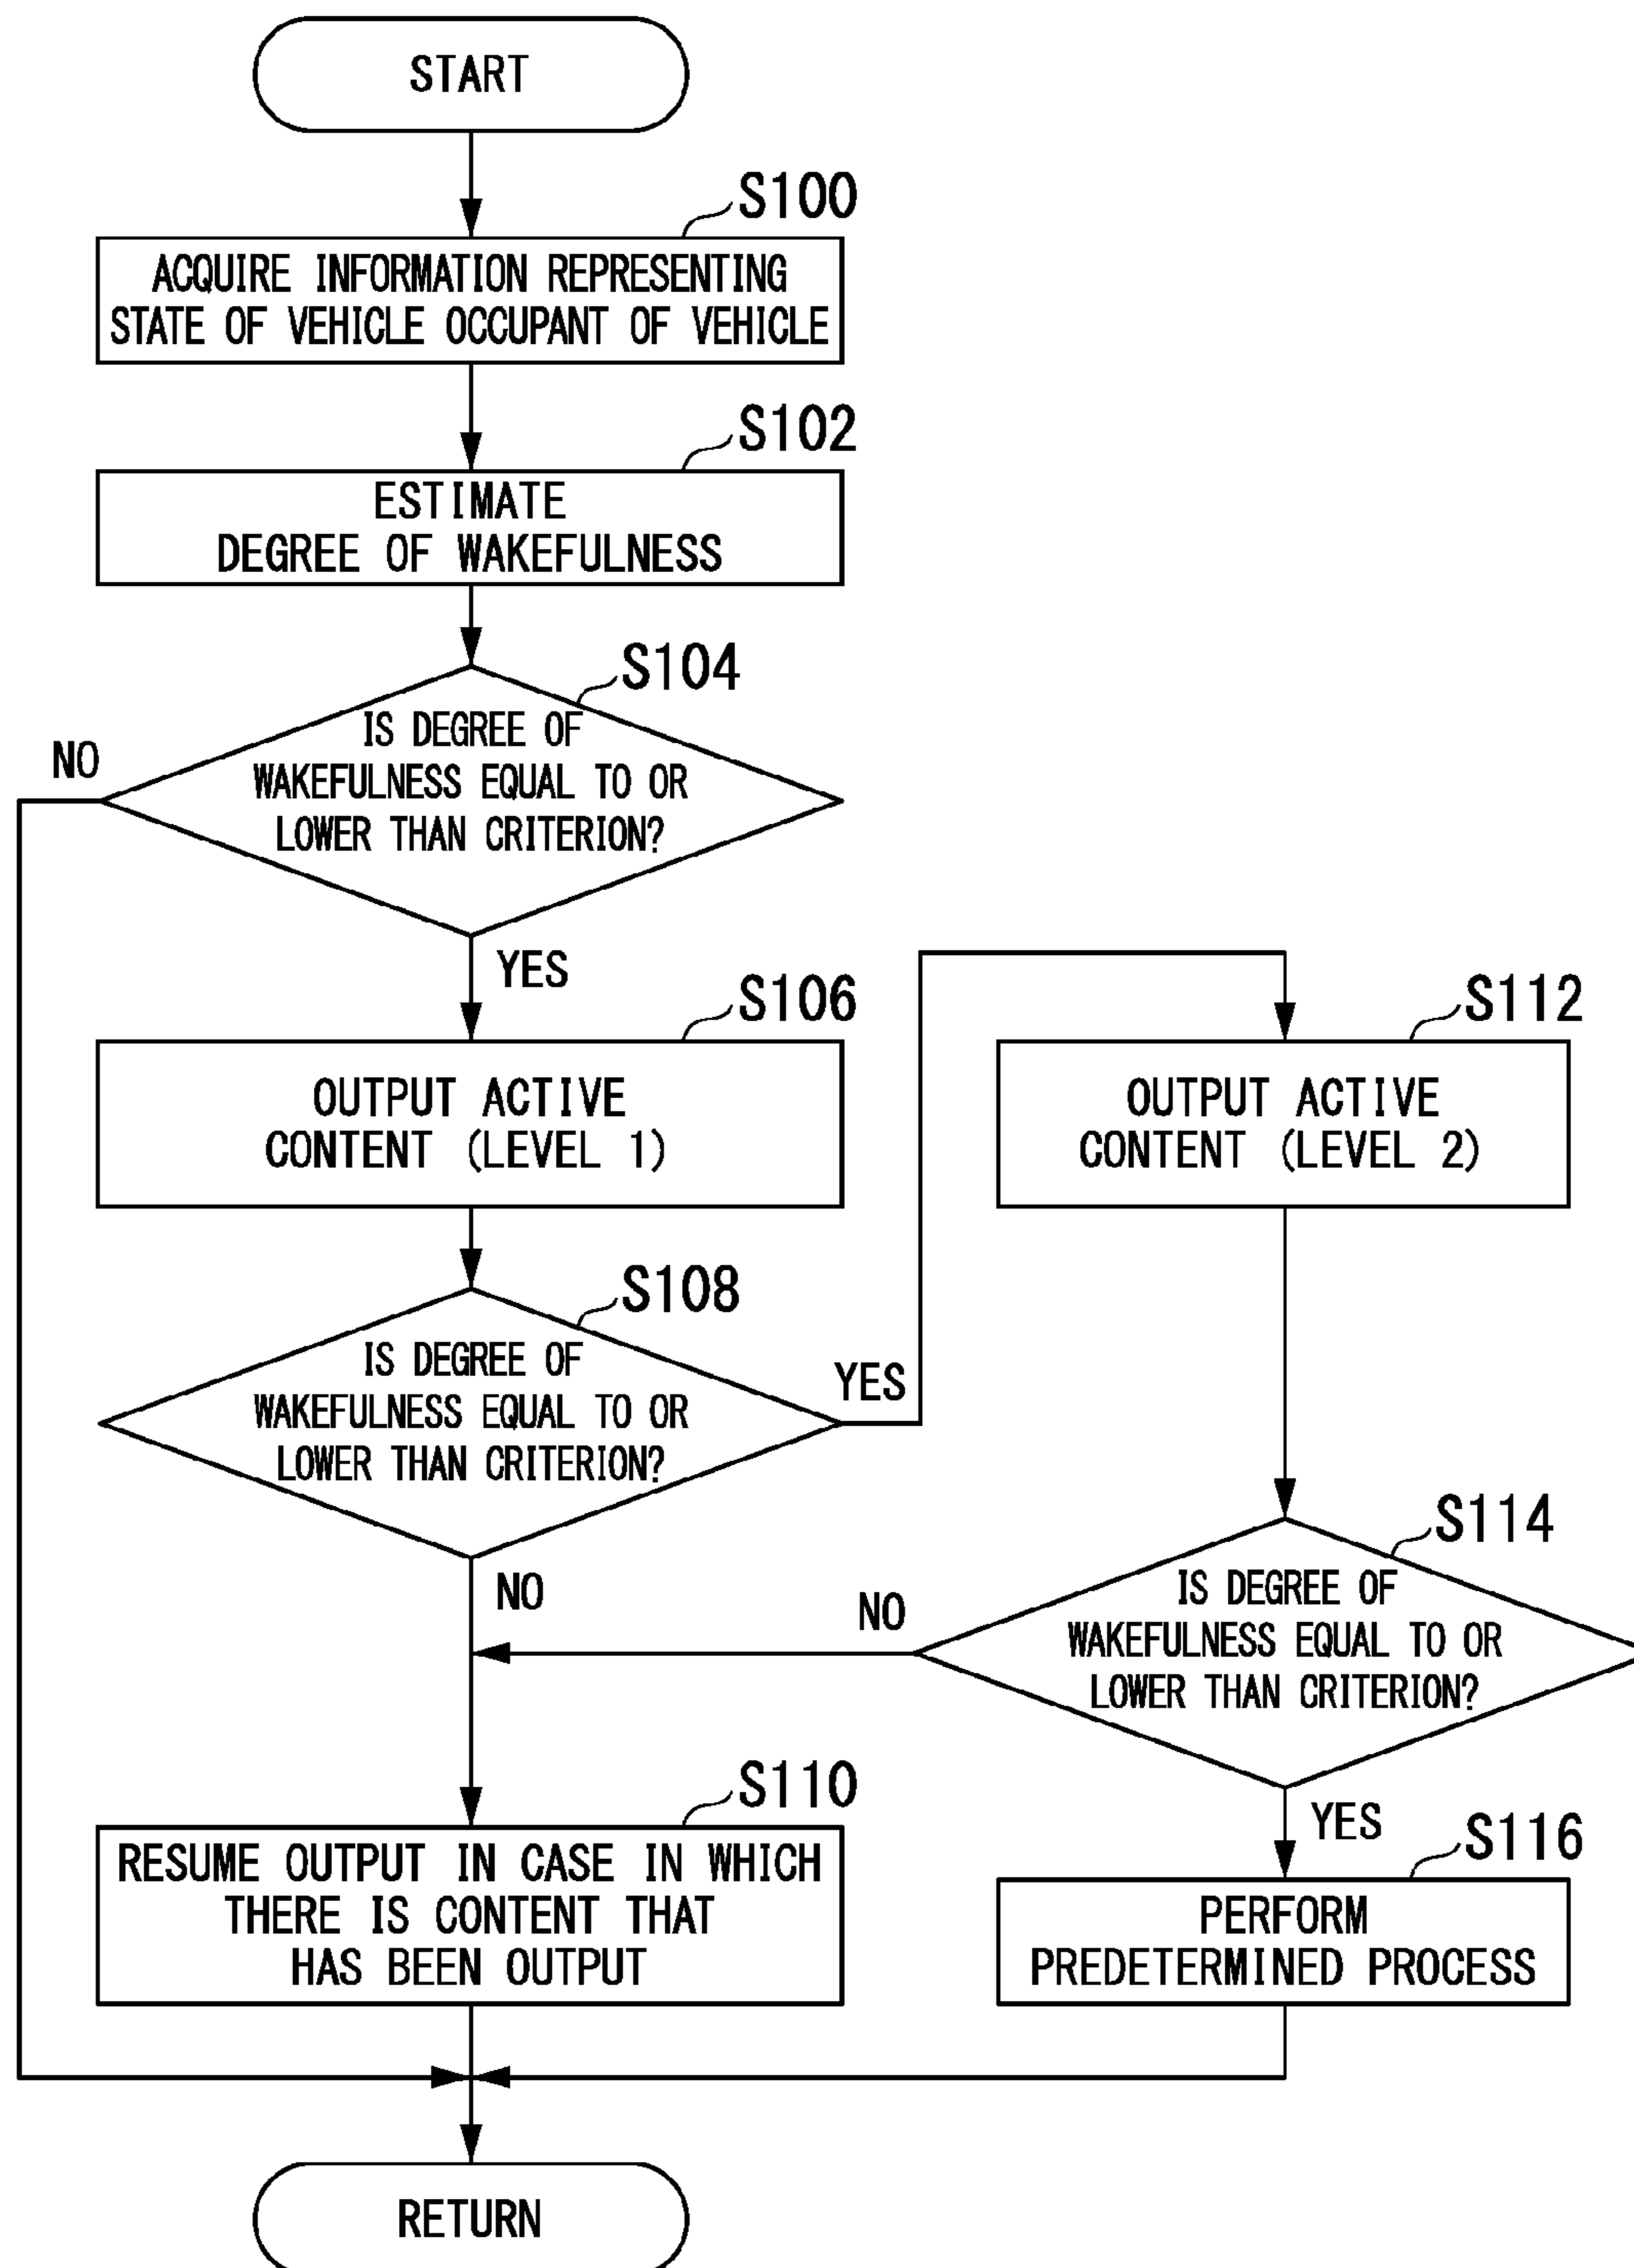 START
S100
ACQUIRE INFORMATION REPRESENTING
STATE OF VEHICLE OCCUPANT OF VEHICLE
S102
ESTIMATE
DEGREE OF WAKEFULNESS
S104
IS DEGREE OF
WAKEFULNESS EQUAL TO OR
LOWER THAN CRITERION?
NO
YES
S106
OUTPUT ACTIVE
CONTENT (LEVEL 1)
S108
IS DEGREE OF
WAKEFULNESS EQUAL TO OR
LOWER THAN CRITERION?
YES
NO
S112
OUTPUT ACTIVE
CONTENT (LEVEL 2)
S114
IS DEGREE OF
WAKEFULNESS EQUAL TO OR
LOWER THAN CRITERION?
NO
YES
S110
RESUME OUTPUT IN CASE IN WHICH
THERE IS CONTENT THAT
HAS BEEN OUTPUT
S116
PERFORM
PREDETERMINED PROCESS
RETURN